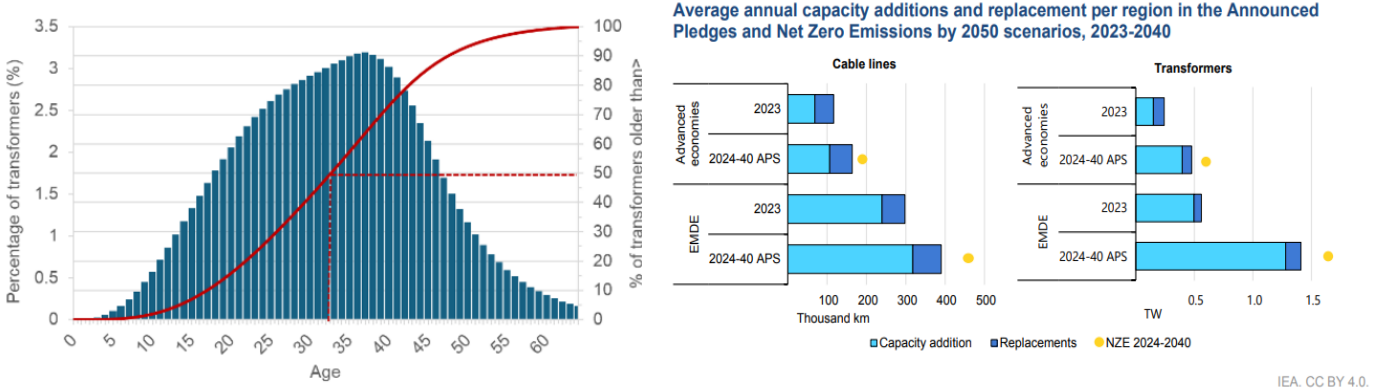 Percentage of transformers (%)
3.5
3
2.5
2
1.5
1
0.5
0
100
90
80
70
60
50
40
30
20
10
0
% of transformers older than>
0
5
10
15
20
25
30
35
40
45
50
55
60
Age
Average annual capacity additions and replacement per region in the Announced
Pledges and Net Zero Emissions by 2050 scenarios, 2023-2040
Cable lines
Advanced
economies
2023
2024-40 APS
EMDE
2023
2024-40 APS
100
200
300
400
500
Thousand km
Transformers
Advanced
economies
2023
2024-40 APS
EMDE
2023
2024-40 APS
0.5
1.0
1.5
TW
Capacity addition
Replacements
NZE 2024-2040
IEA. CC BY 4.0.